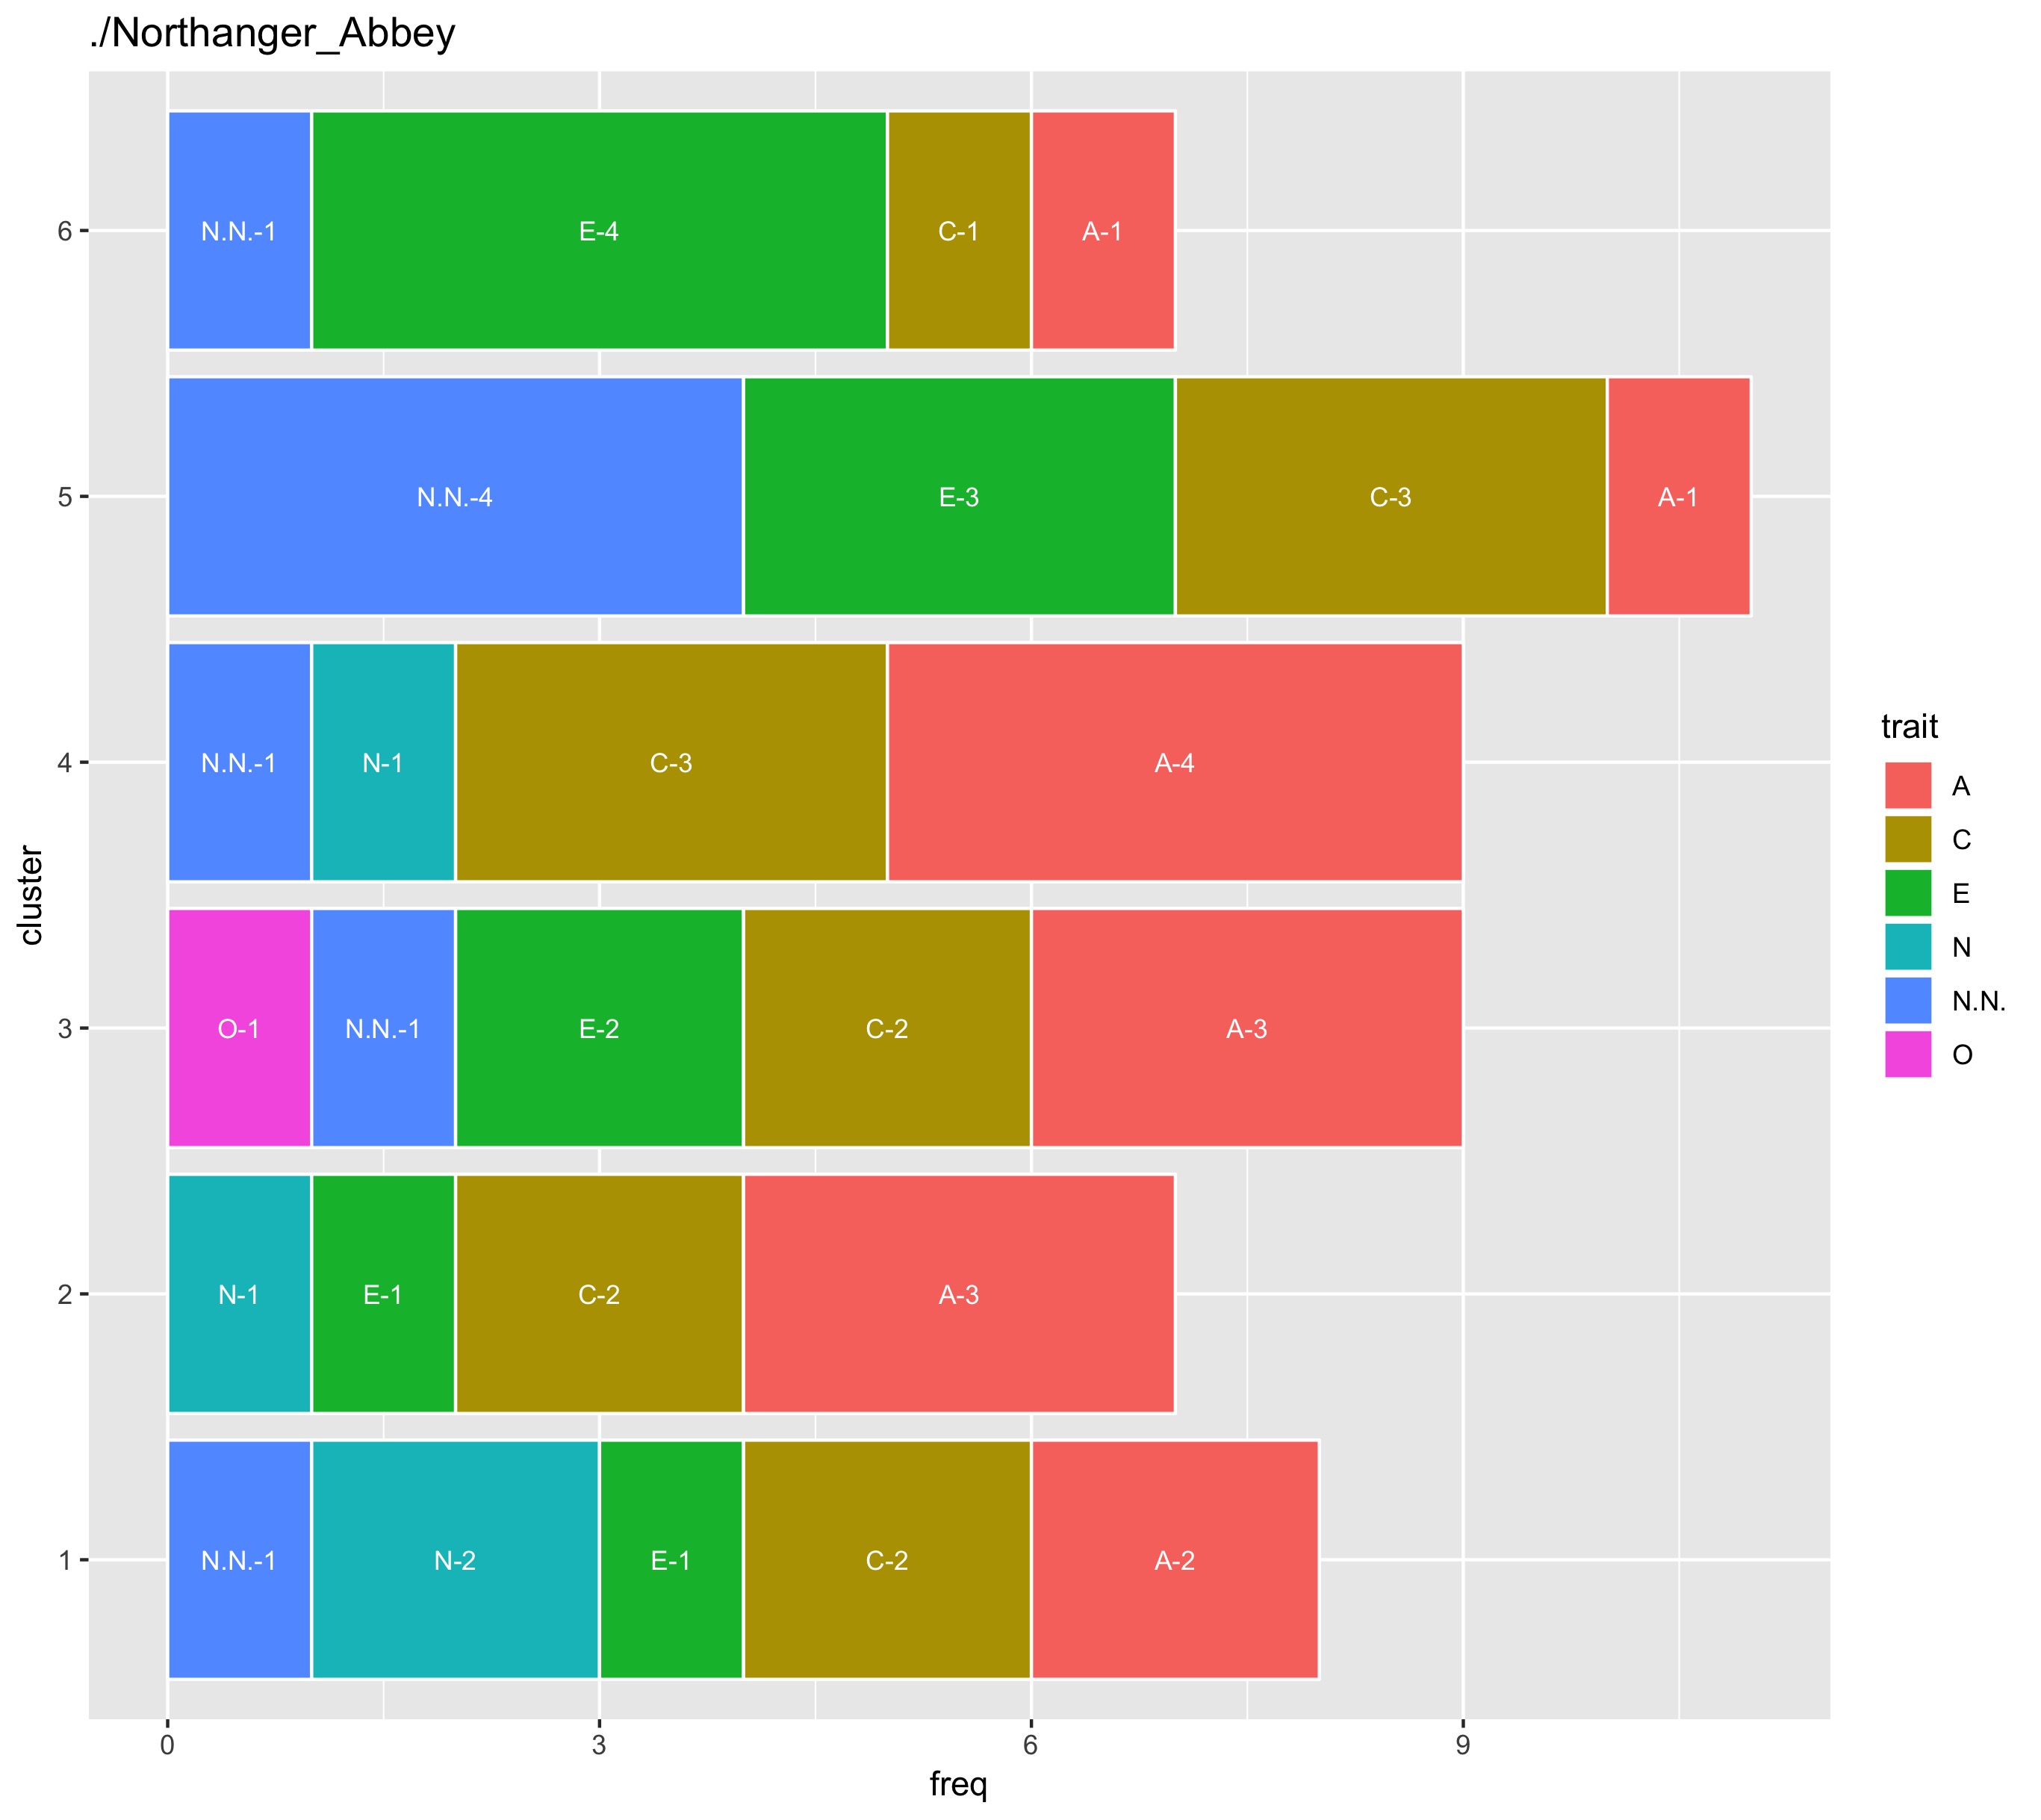 ./Northanger_Abbey
6
N.N.-1 E-4 C-1 A-1
5
N.N.-4 E-3 C-3 A-1
4
N.N.-1 N-1 C-3 A-4
3
O-1 N.N.-1 E-2 C-2 A-3
2
N-1 E-1 C-2 A-3
1
N.N.-1 N-2 E-1 C-2 A-2
0 3 6 9
freq
cluster
trait
A
C
E
N
N.N.
O